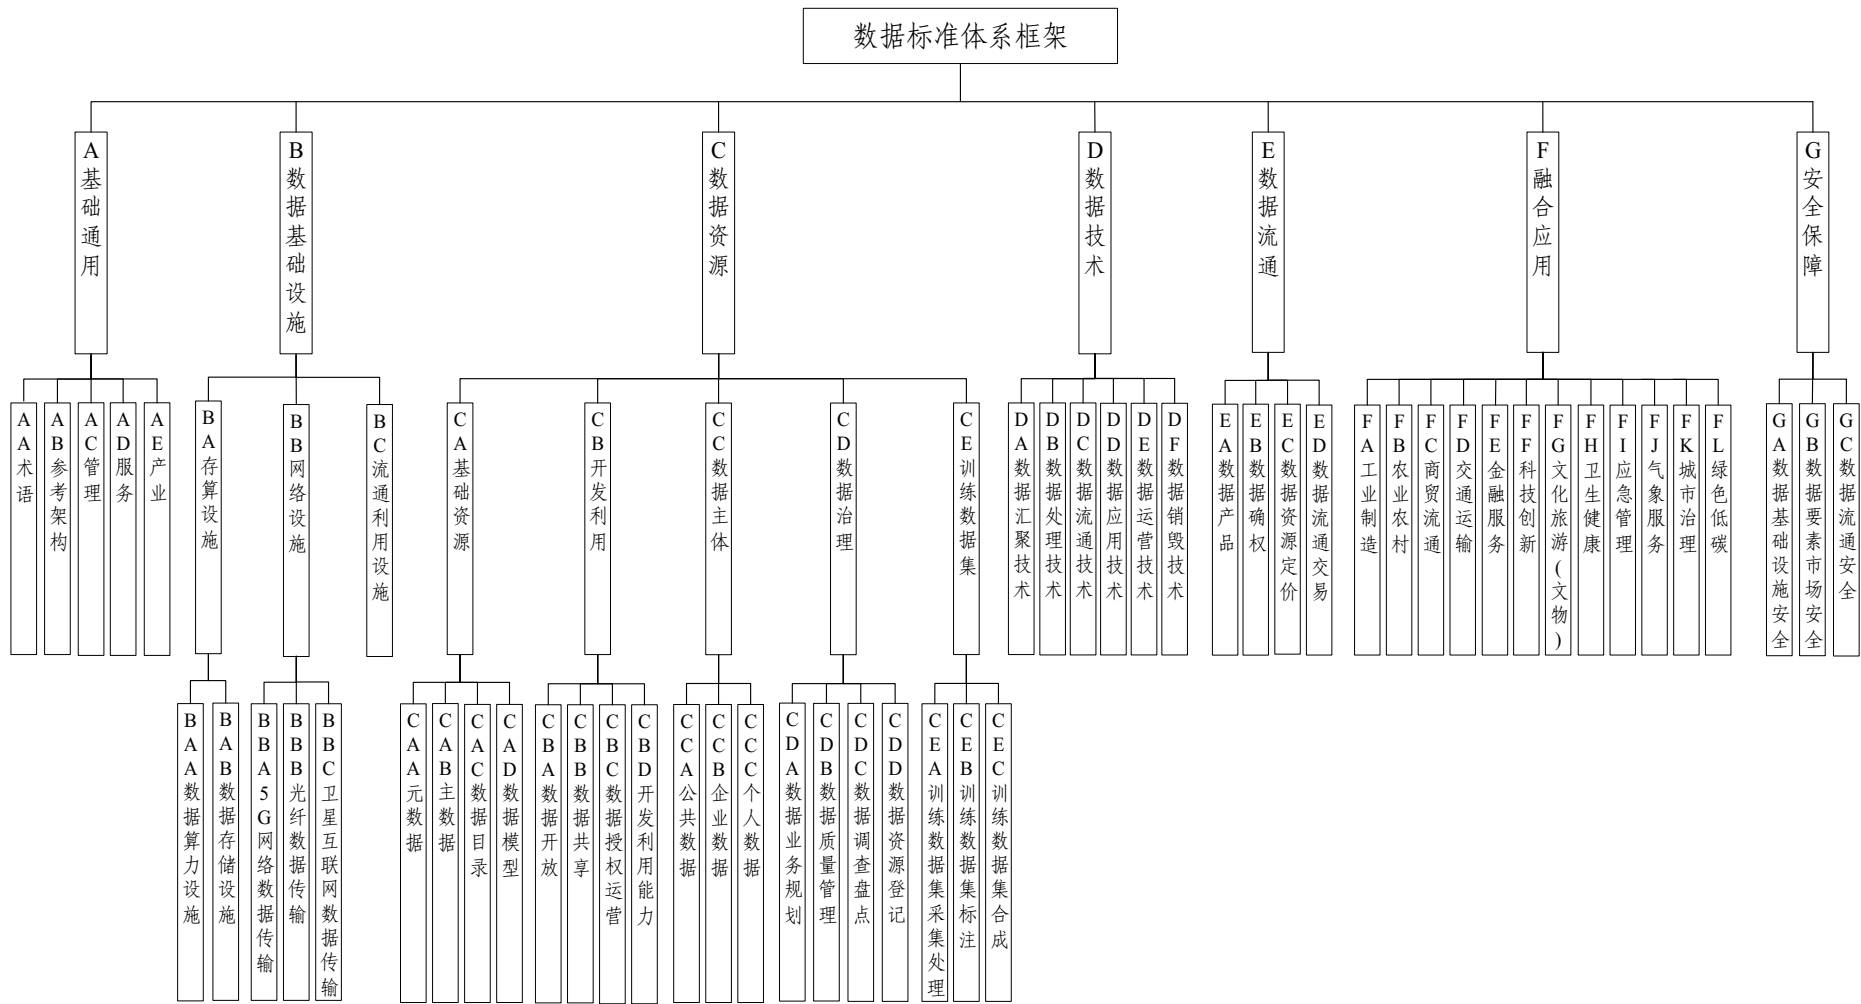 数据标准体系框架
A基础通用
B数据基础设施
C数据资源
D数据技术
E数据流通
F融合应用
G安全保障
AA术语
AB参考架构
AC管理
AD服务
AE产业
BA存算设施
BB网络设施
BC流通利用设施
CA基础资源
CB开发利用
CC数据主体
CD数据治理
CE训练数据集
DA数据汇聚技术
DB数据处理技术
DC数据流通技术
DD数据应用技术
DE数据运营技术
DF数据销毁技术
EA数据产品
EB数据确权
EC数据资源定价
ED数据流通交易
FA工业制造
FB农业农村
FC商贸流通
FD交通运输
FE金融服务
FF科技创新
FG文化旅游(文物)
FH卫生健康
FI应急管理
FJ气象服务
FK城市治理
FL绿色低碳
GA数据基础设施安全
GB数据要素市场安全
GC数据流通安全
BAA数据算力设施
BAB数据存储设施
BBA5G网络数据传输
BBB光纤数据传输
BBC卫星互联网数据传输
CAA元数据
CAB主数据
CAC数据目录
CAD数据模型
CBA数据开放
CBB数据共享
CBC数据授权运营
CBD开发利用能力
CCA公共数据
CCB企业数据
CCC个人数据
CDA数据业务规划
CDB数据质量管理
CDC数据调查盘点
CDD数据资源登记
CEA训练数据集采集处理
CEB训练数据集标注
CEC训练数据集合成